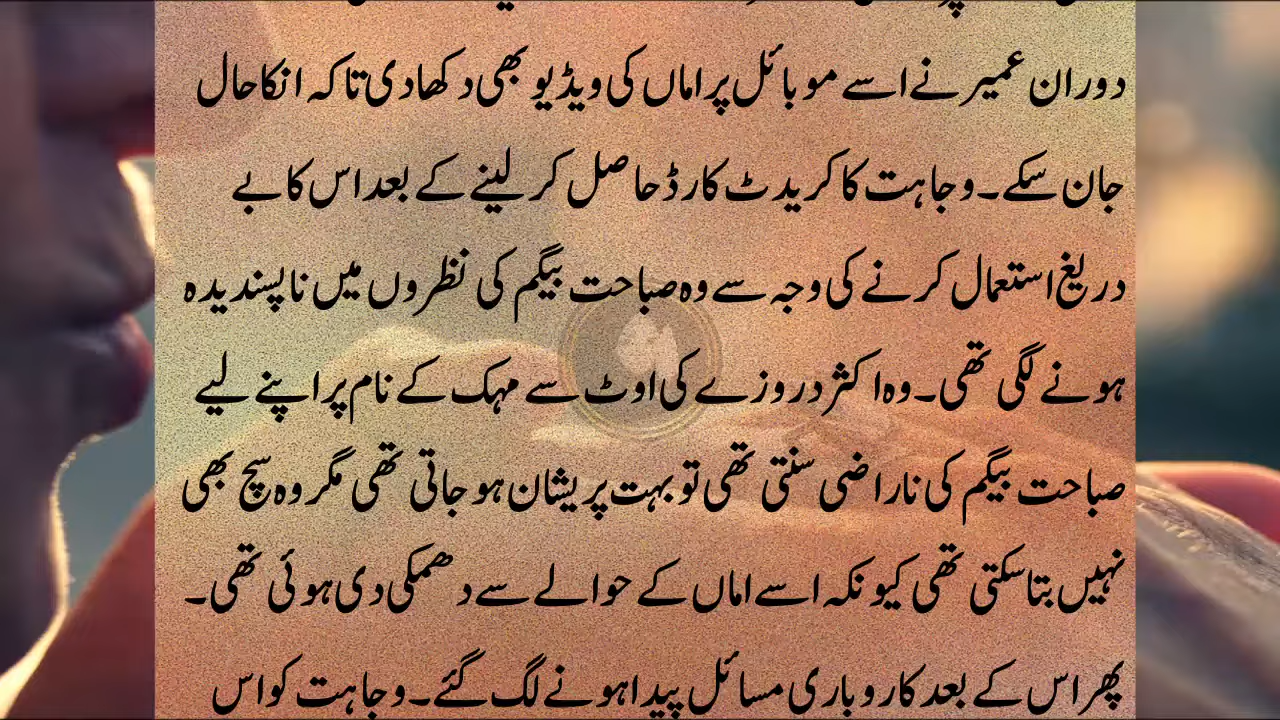 دوران عمیر نے اسے موبائل پر اماں کی ویڈیو بھی دکھا دی تاکہ انکا حال
جان سکے۔ وجاہت کا کریدٹ کارڈ حاصل کر لینے کے بعد اس کا بے
دریغ استعمال کرنے کی وجہ سے وہ صباحت بیگم کی نظروں میں ناپسندیدہ
ہونے لگی تھی۔ وہ اکثر دروزے کی اوٹ سے مہک کے نام پر اپنے لیے
صباحت بیگم کی ناراضی سنتی تھی تو بہت پریشان ہو جاتی تھی مگر وہ سچ بھی
نہیں بتا سکتی تھی کیونکہ اسے اماں کے حوالے سے دھمکی دی ہوئی تھی۔
پھر اس کے بعد کاروباری مسائل پیدا ہونے لگ گئے۔ وجاہت کو اس